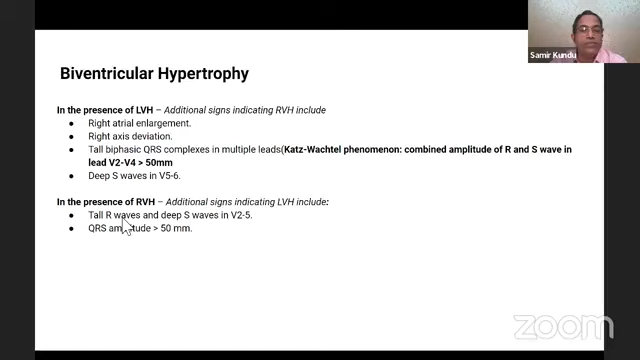 Samir Kundu
Biventricular Hypertrophy
In the presence of LVH – Additional signs indicating RVH include
● Right atrial enlargement.
● Right axis deviation.
● Tall biphasic QRS complexes in multiple leads(Katz-Wachtel phenomenon: combined amplitude of R and S wave in
lead V2-V4 > 50mm
● Deep S waves in V5-6.
In the presence of RVH – Additional signs indicating LVH include:
● Tall R waves and deep S waves in V2-5.
● QRS amplitude > 50 mm.
zoom